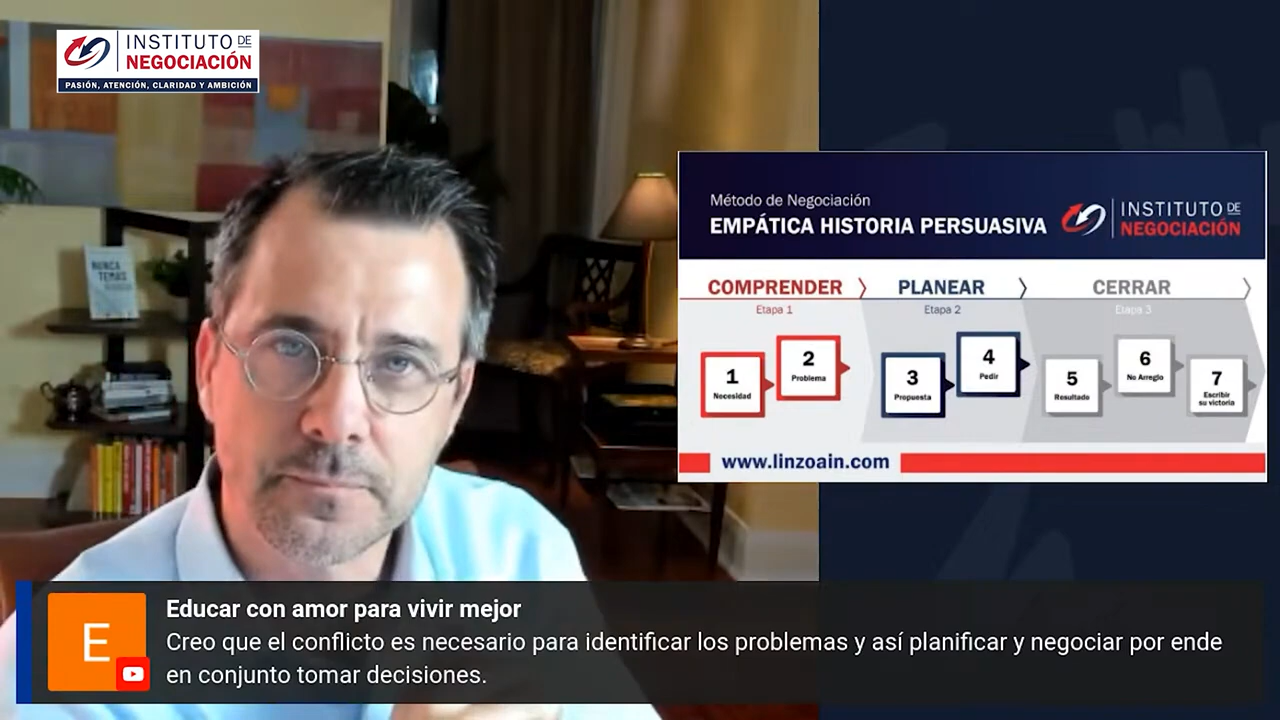 INSTITUTO DE
NEGOCIACIÓN
PASIÓN, ATENCIÓN, CLARIDAD Y AMBICIÓN
NUNCA
TEMAS
Método de Negociación
EMPÁTICA HISTORIA PERSUASIVA
INSTITUTO DE
NEGOCIACIÓN
COMPRENDER
PLANEAR
CERRAR
Etapa 1
Etapa 2
Etapa 3
1
Necesidad
2
Problema
3
Propuesta
4
Pedir
5
Resultado
6
No Arreglo
7
Escribir
su victoria
www.linzoain.com
E
Educar con amor para vivir mejor
Creo que el conflicto es necesario para identificar los problemas y así planificar y negociar por ende
en conjunto tomar decisiones.